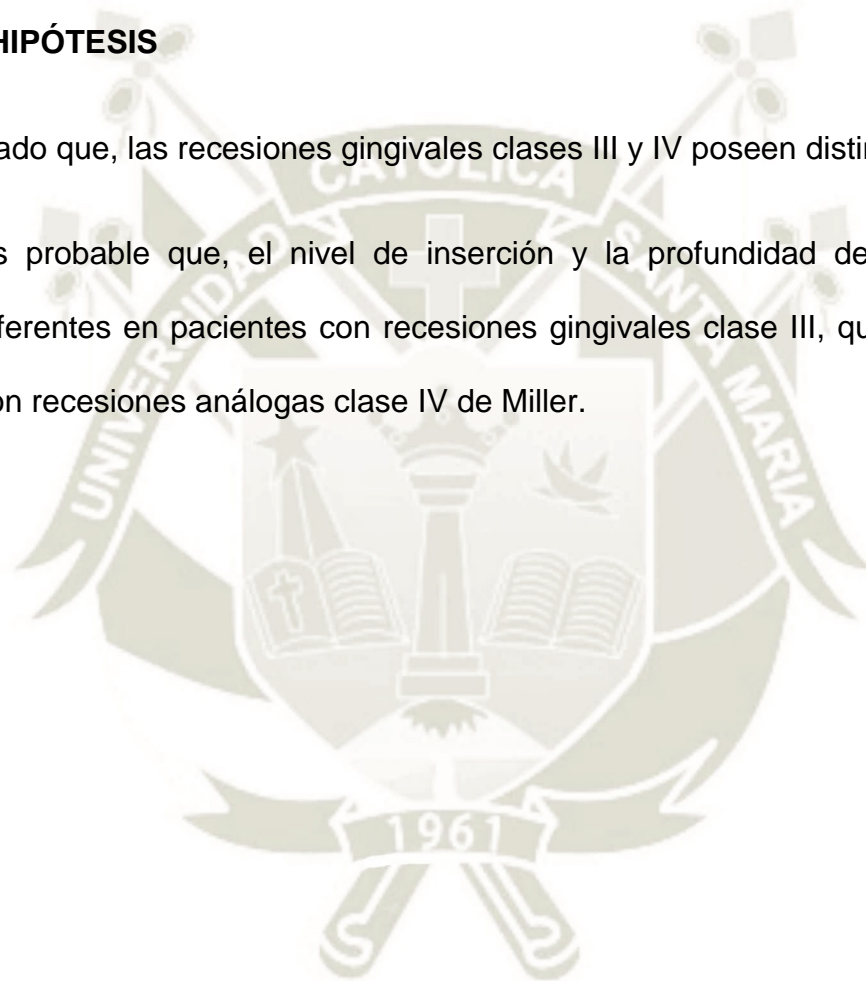 HIPÓTESIS
ado que, las recesiones gingivales clases III y IV poseen
s probable que, el nivel de inserción y la profundidad de
ferentes en pacientes con recesiones gingivales clase III,
on recesiones análogas clase IV de Miller.
UNIVERSIDAD CATOLICA SANTA MARIA
1961